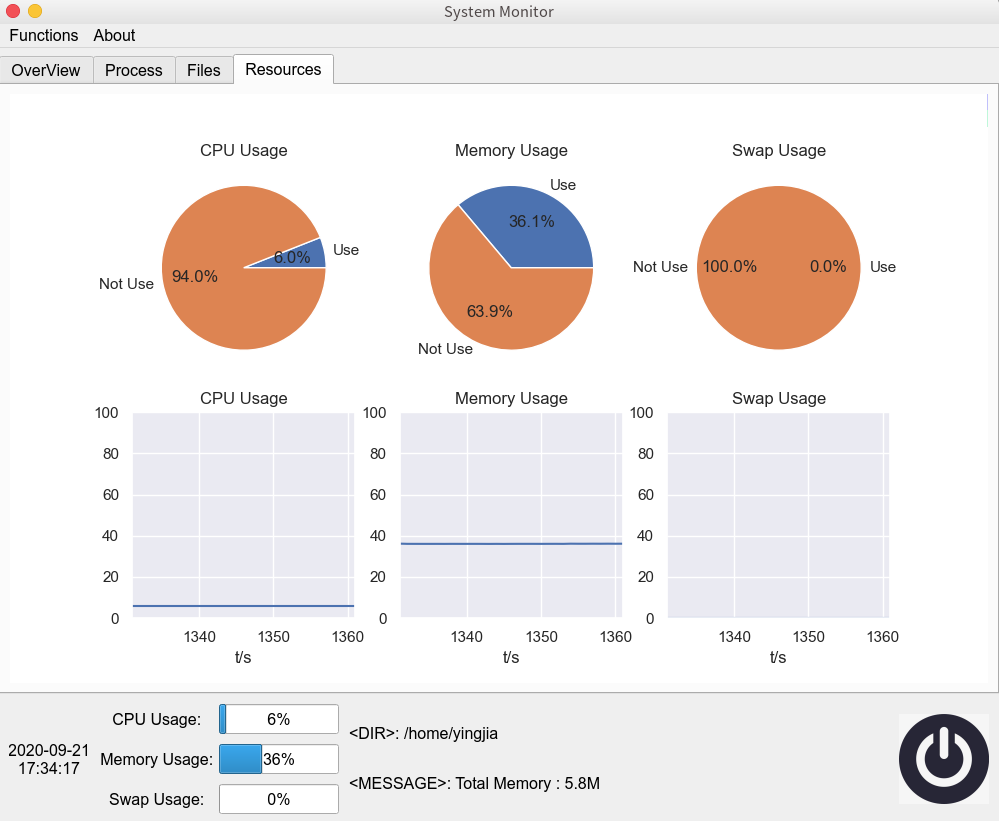 System Monitor
Functions About
OverView Process Files Resources
CPU Usage Memory Usage Swap Usage
Use
36.1%
6.0% Use
94.0%
Not Use
Not Use 100.0% 0.0% Use
63.9%
Not Use
CPU Usage Memory Usage Swap Usage
100 100 100
80 80 80
60 60 60
40 40 40
20 20 20
0 0 0
1340 1350 1360 1340 1350 1360 1340 1350 1360
t/s t/s t/s
CPU Usage: 6%
<DIR>: /home/yingjia
2020-09-21
17:34:17
Memory Usage: 36%
<MESSAGE>: Total Memory : 5.8M
Swap Usage: 0%